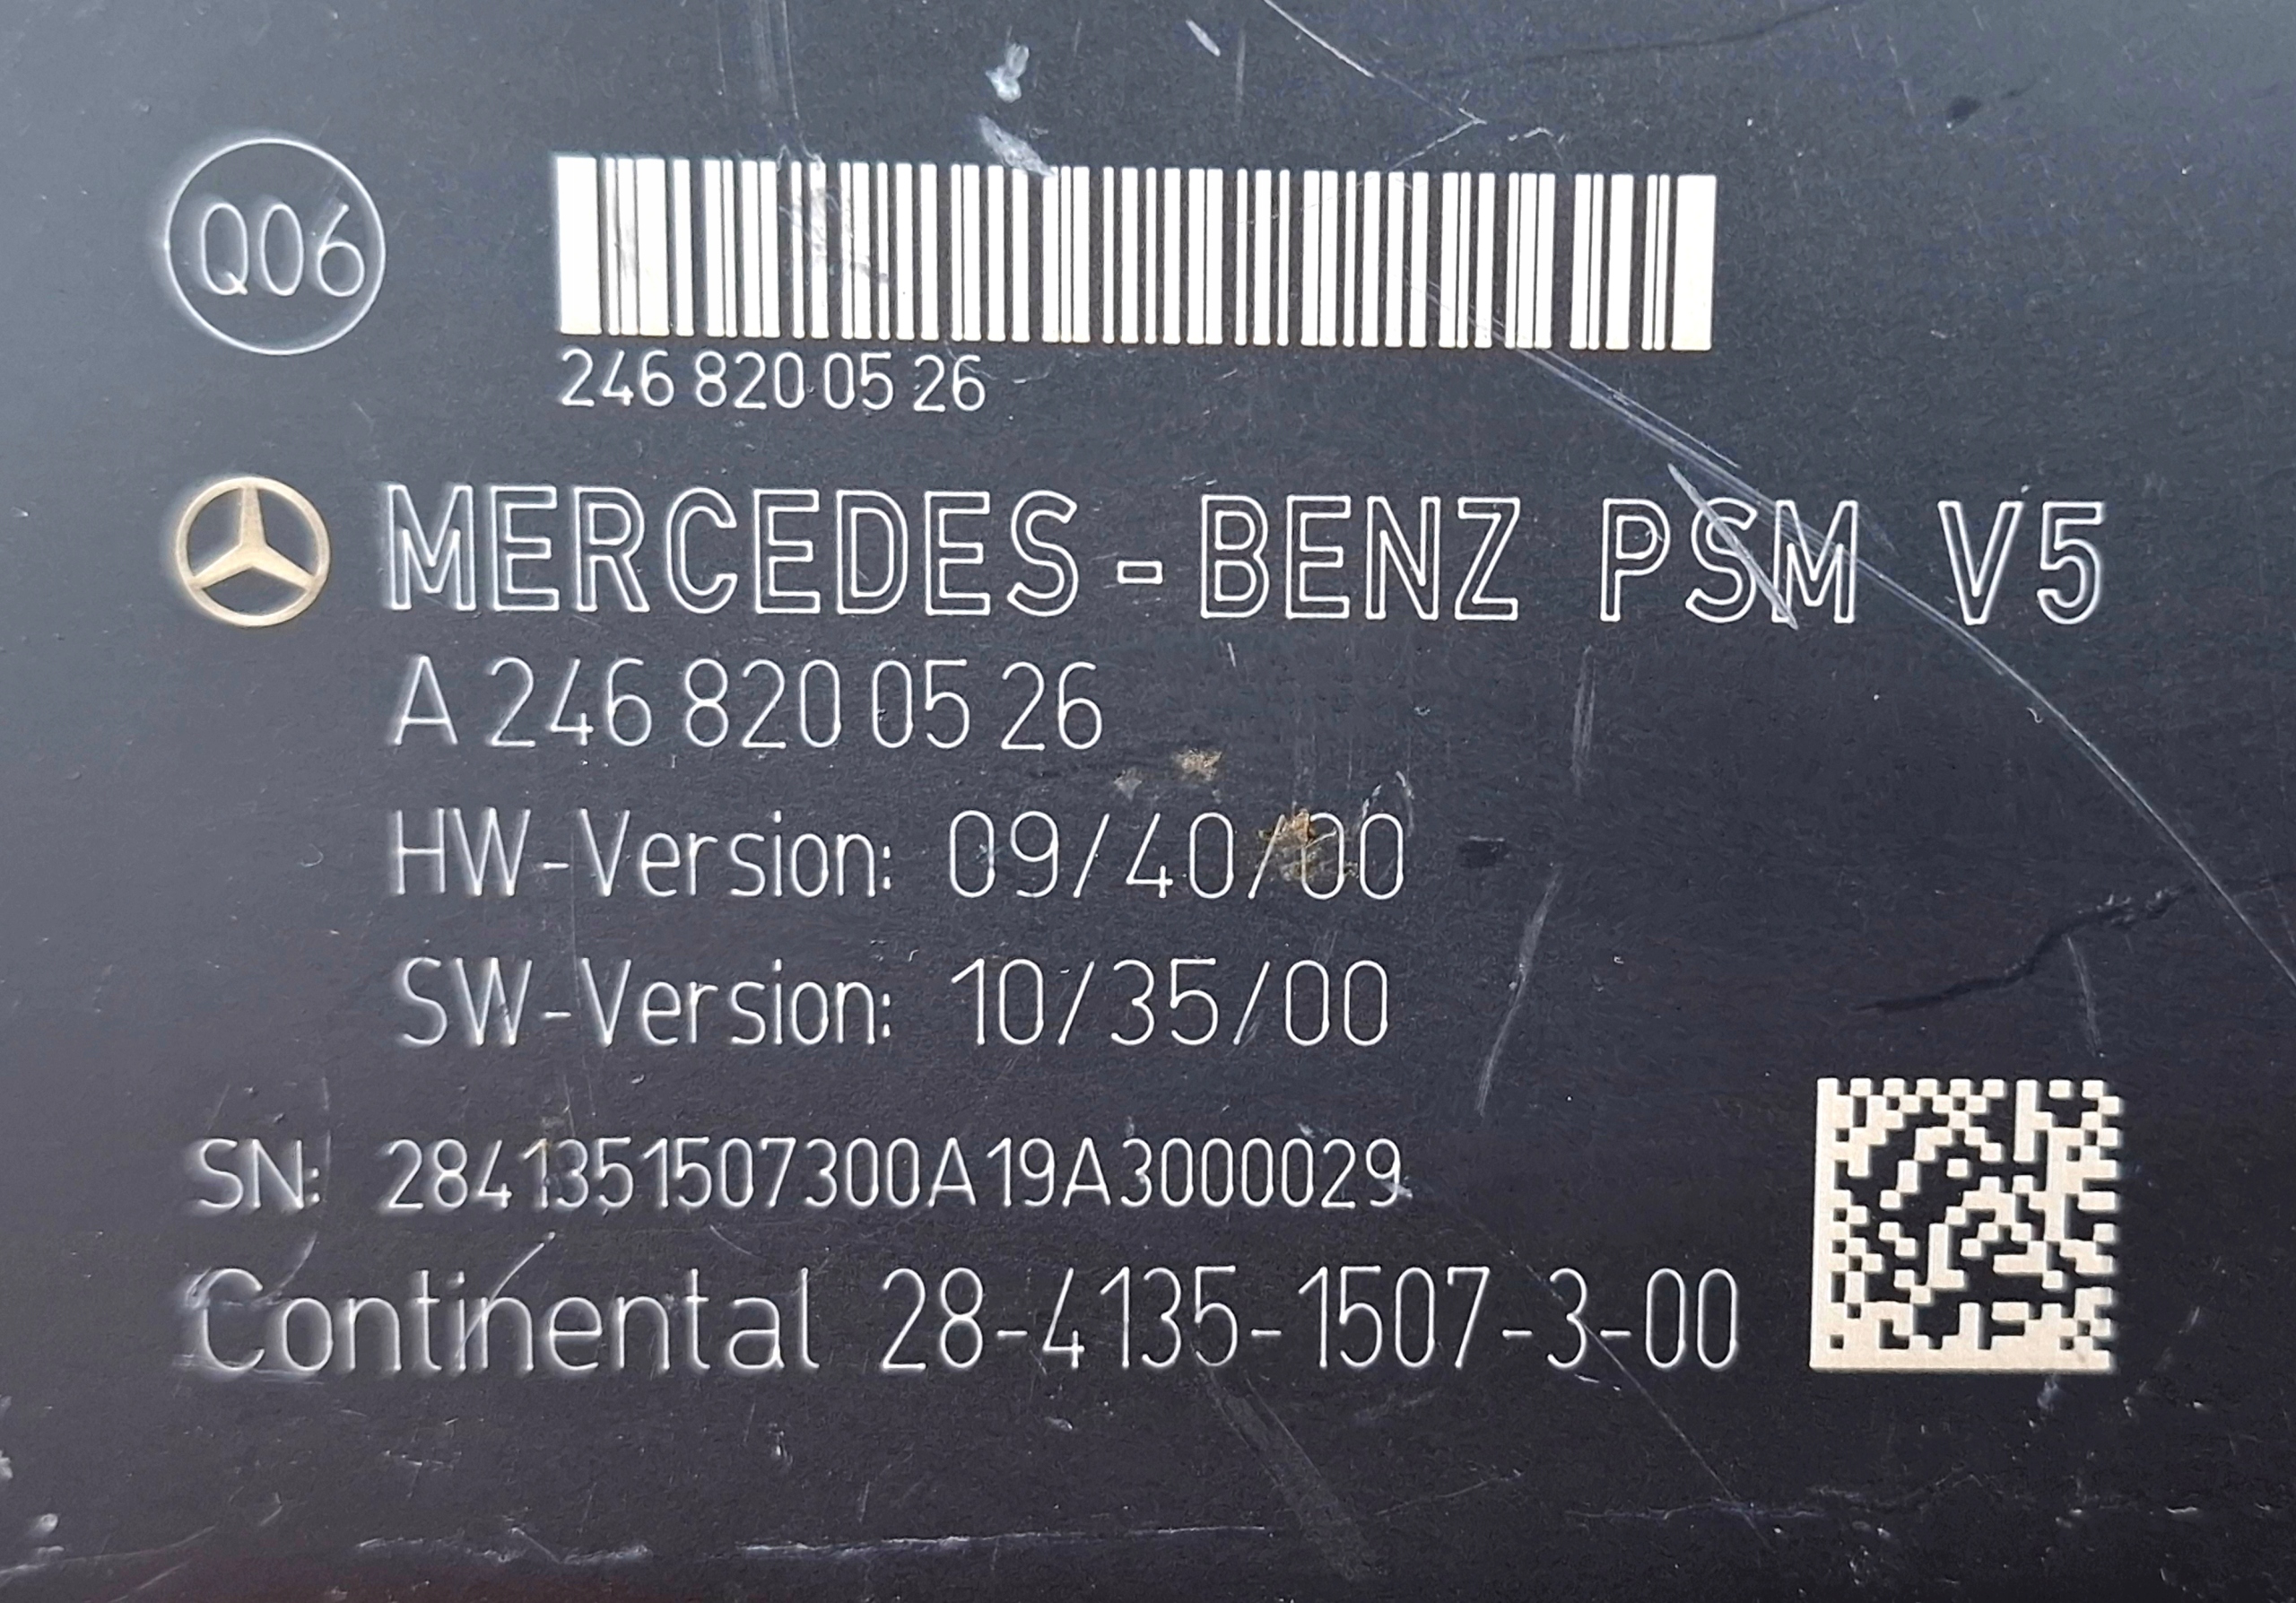 Q06
246 820 05 26
MERCEDES-BENZ PSM V5
A 246 820 05 26
HW-Version: 09/40/00
SW-Version: 10/35/00
SN: 2841351507300A19A3000029
Continental 28-4135-1507-3-00